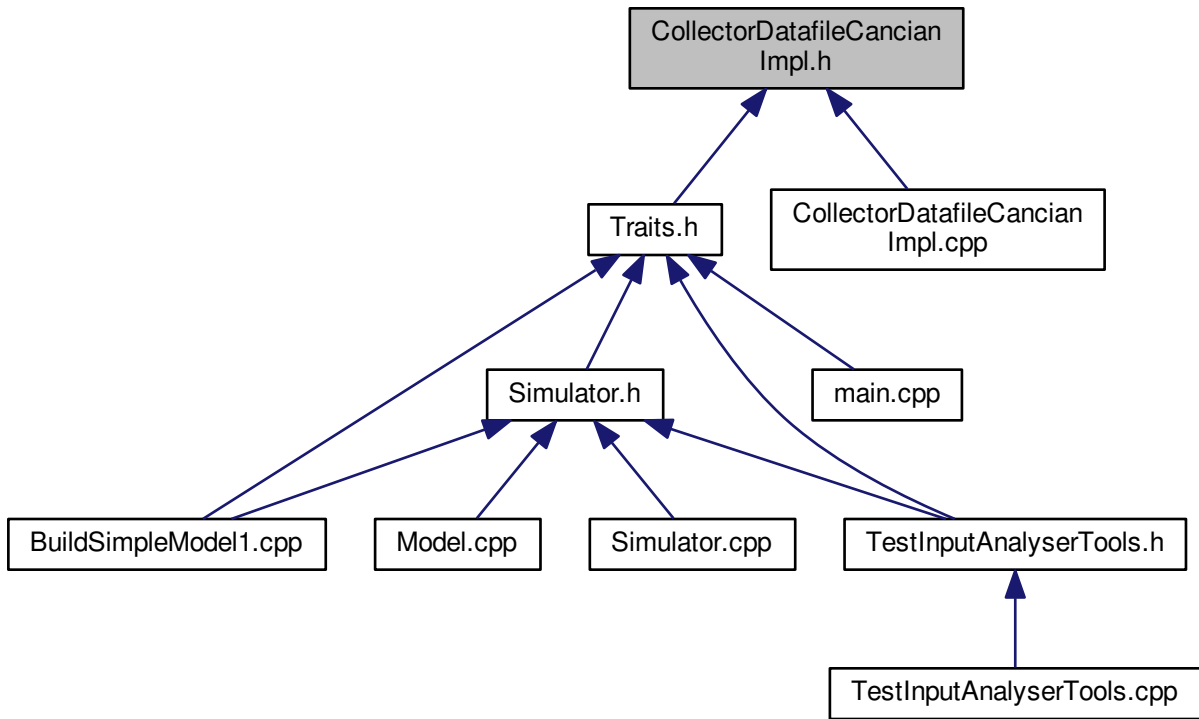 CollectorDatafileCancian
Impl.h
Traits.h
CollectorDatafileCancian
Impl.cpp
Simulator.h
main.cpp
BuildSimpleModel1.cpp
Model.cpp
Simulator.cpp
TestInputAnalyserTools.h
TestInputAnalyserTools.cpp